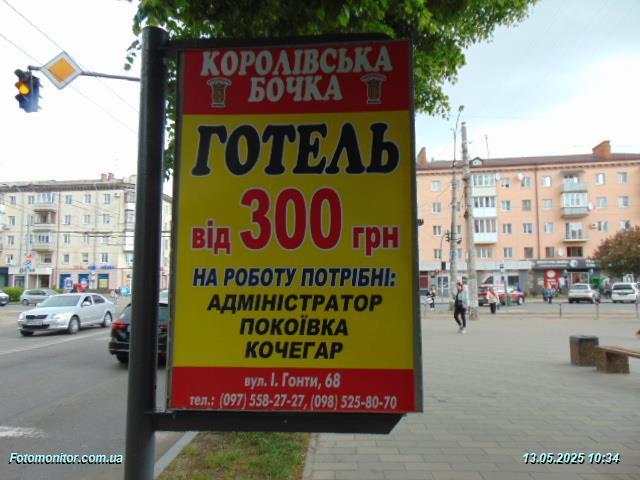 КОРОЛІВСЬКА
БОЧКА
ГОТЕЛЬ
від 300 грн
НА РОБОТУ ПОТРІБНІ:
АДМІНІСТРАТОР
ПОКОЇВКА
КОЧЕГАР
вул. І. Гонти, 68
тел.: (097) 558-27-27, (098) 525-80-70
Fotomonitor.com.ua
13.05.2025 10:34